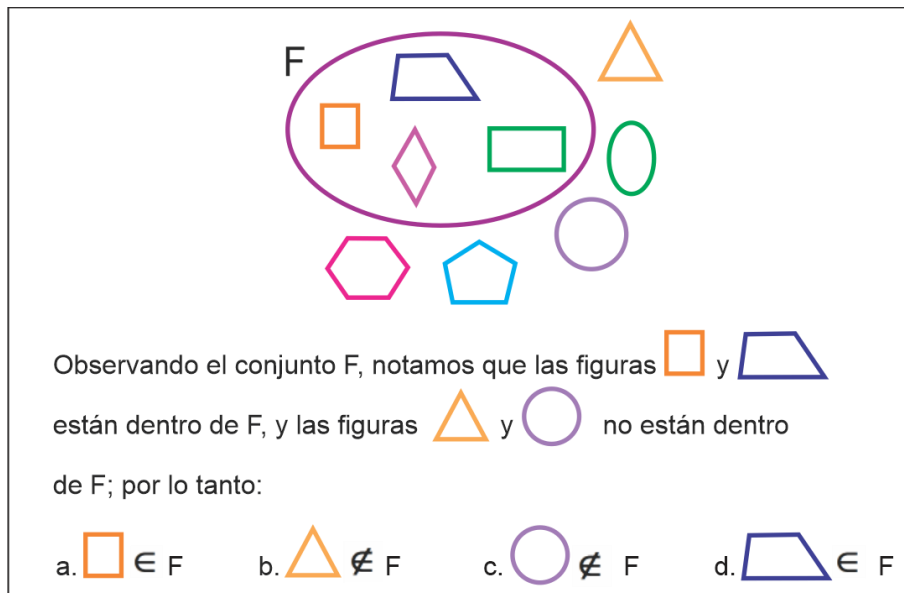 F
Observando el conjunto F, notamos que las figuras y
están dentro de F, y las figuras y no están dentro
de F; por lo tanto:
a. ∈ F b. ∉ F c. ∉ F d. ∈ F